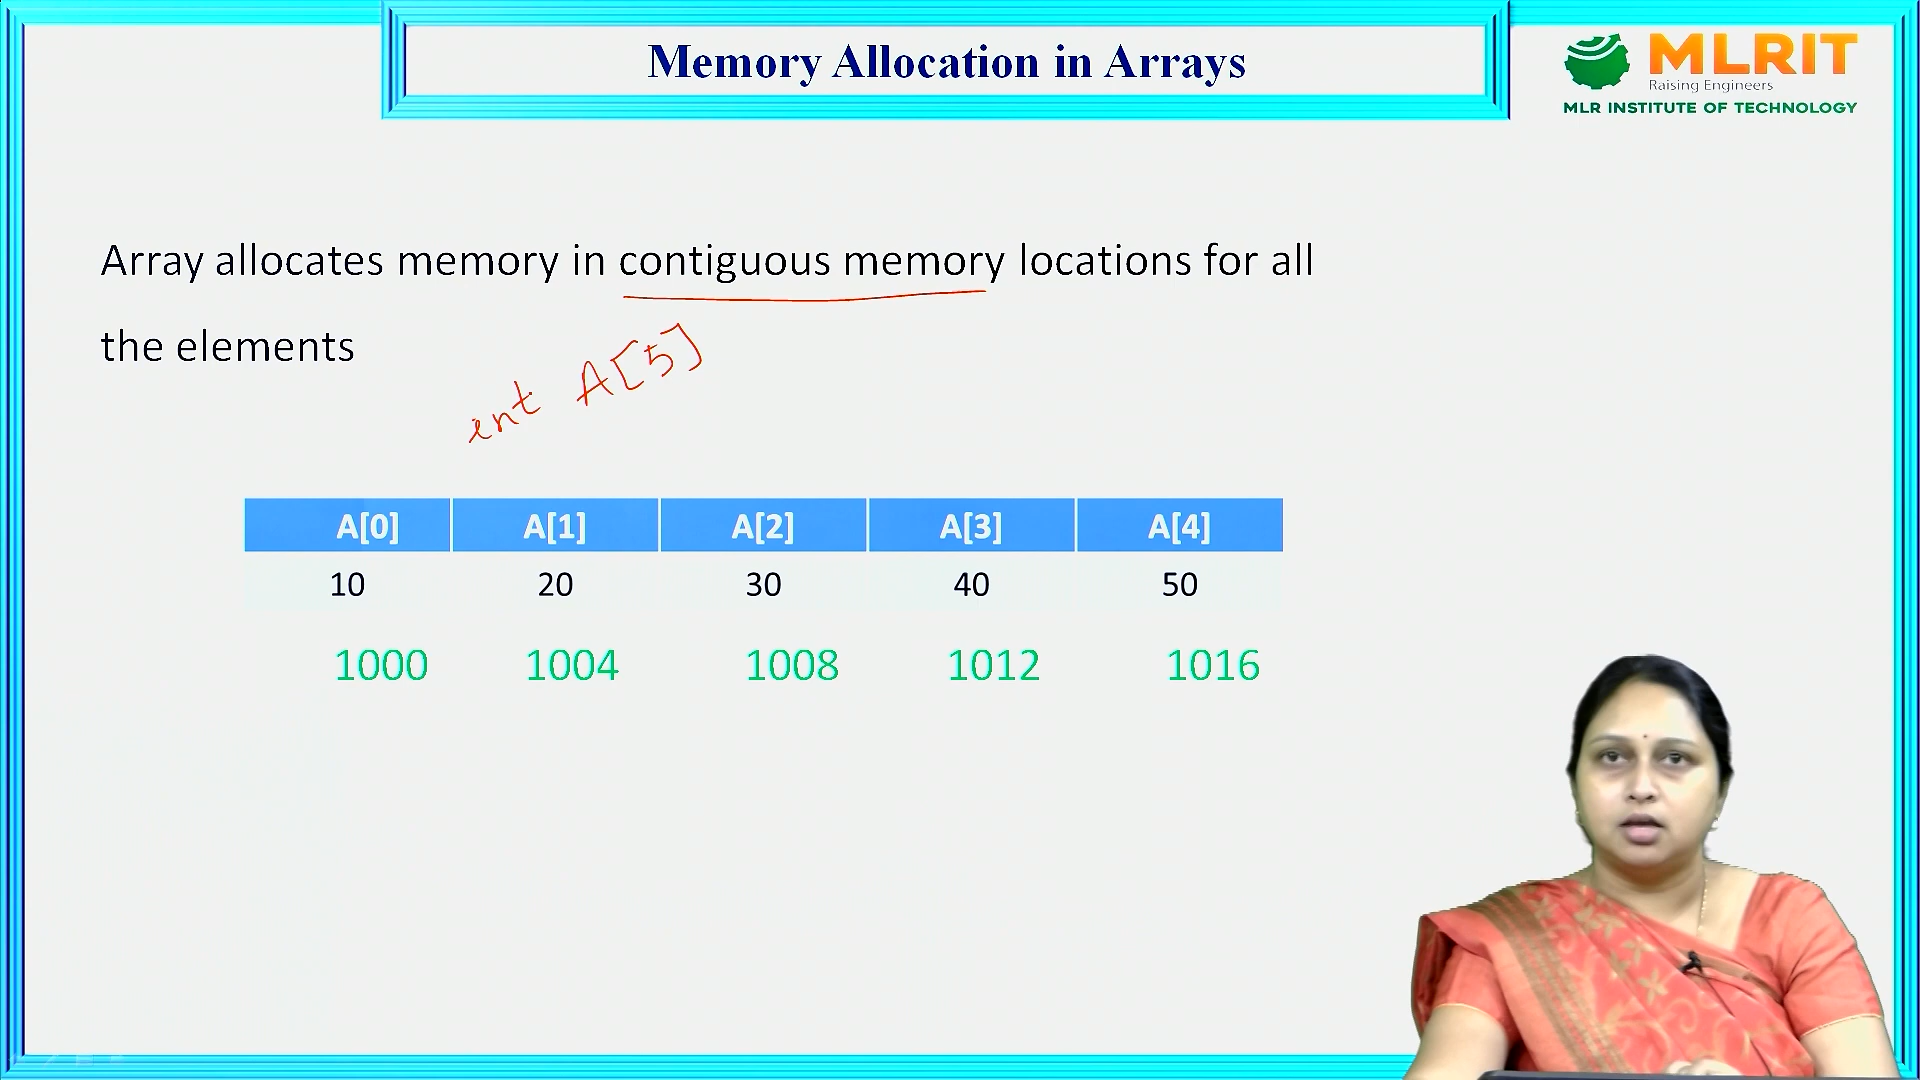 Memory Allocation in Arrays
MLRIT
Raising Engineers
MLR INSTITUTE OF TECHNOLOGY
Array allocates memory in contiguous memory locations for all
the elements
int A[5]
A[0] A[1] A[2] A[3] A[4]
10 20 30 40 50
1000 1004 1008 1012 1016